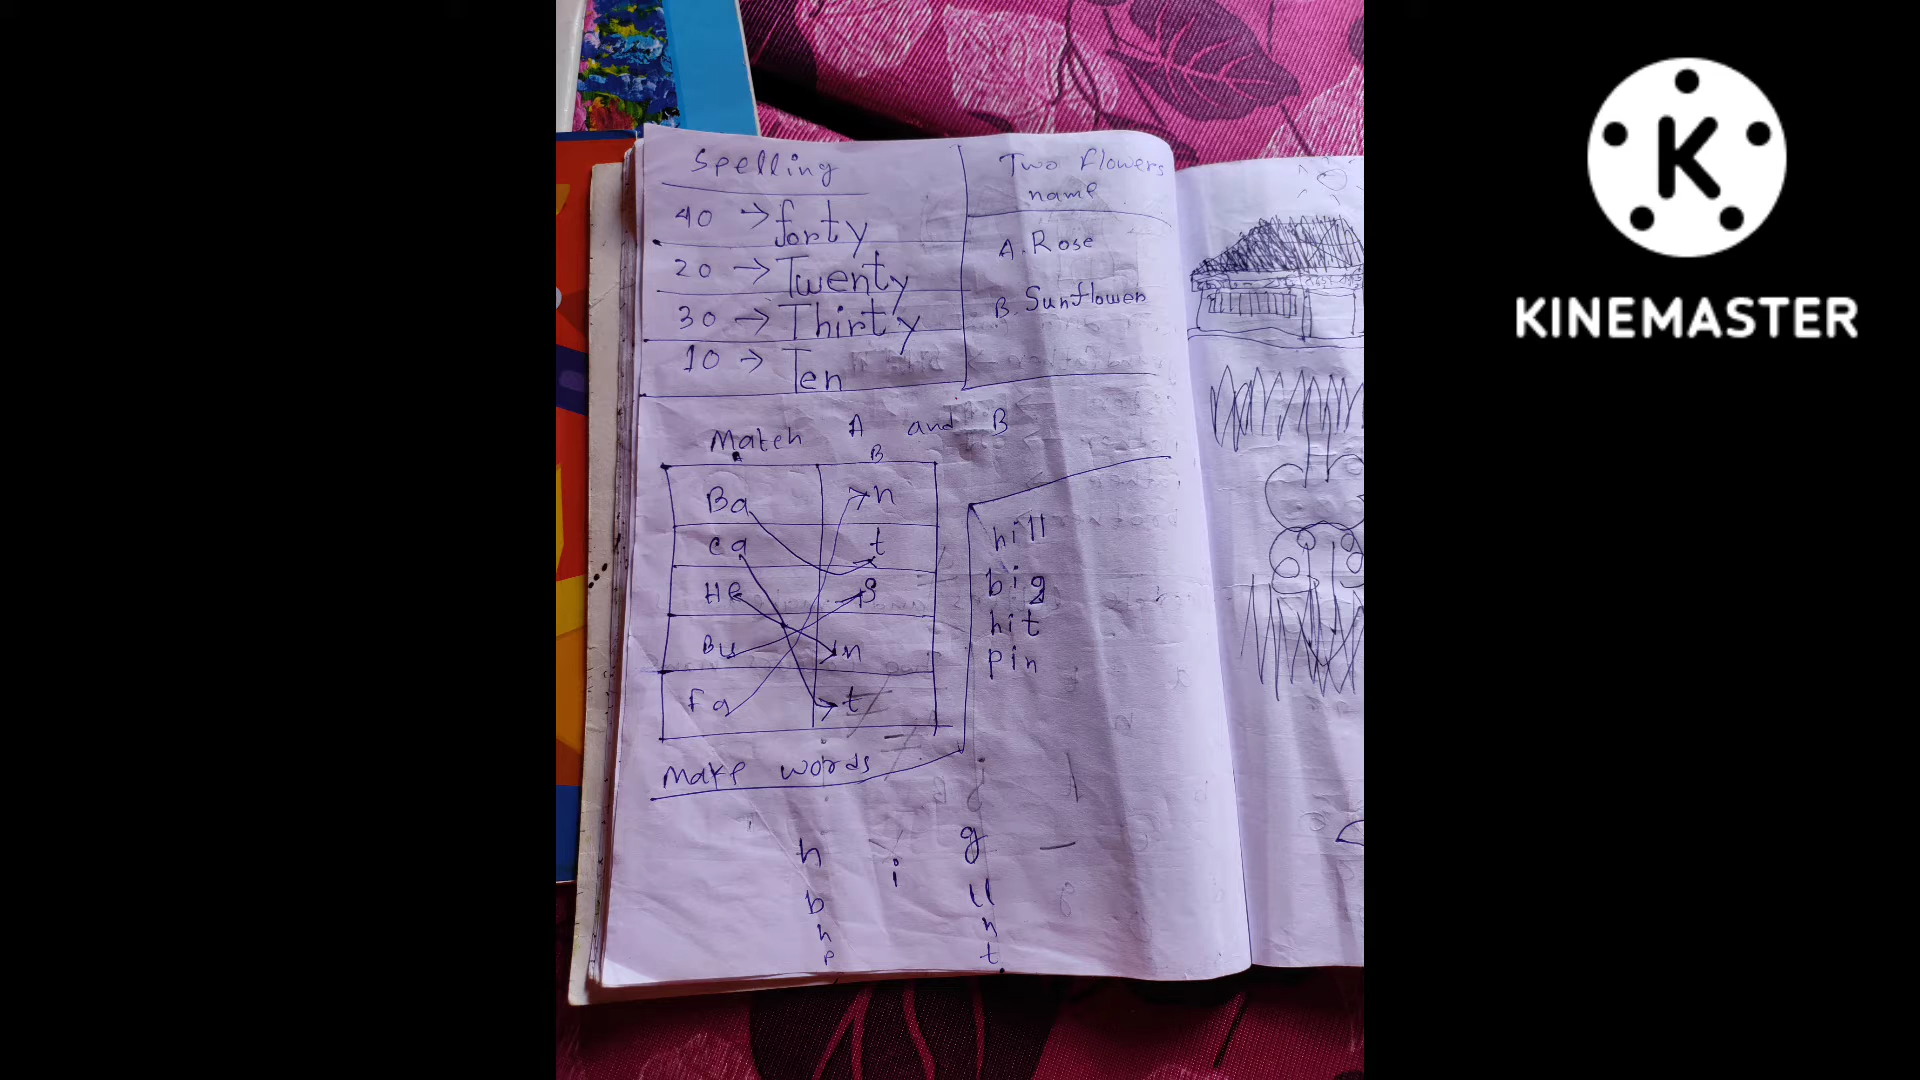 Spelling
40 → forty
20 → Twenty
30 → Thirty
10 → Ten
Two flowers
name
A. Rose
B. Sunflower
Match A and B
A B
Ba n
ca t
He s
Bu n
fa t
hill
big
hit
pin
Make words
h i g
b ll
h n
p t
K
KINEMASTER